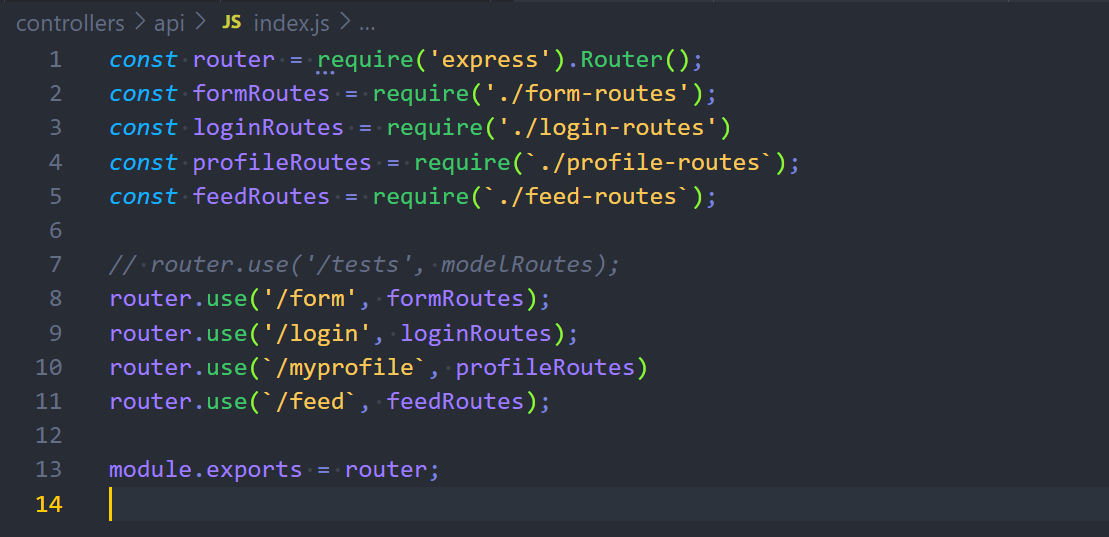 controllers > api > JS index.js > ...
1 const router = require('express').Router();
2 const formRoutes = require('./form-routes');
3 const loginRoutes = require('./login-routes')
4 const profileRoutes = require(`./profile-routes`);
5 const feedRoutes = require(`./feed-routes`);
6
7 // router.use('/tests', modelRoutes);
8 router.use('/form', formRoutes);
9 router.use('/login', loginRoutes);
10 router.use(`/myprofile`, profileRoutes)
11 router.use(`/feed`, feedRoutes);
12
13 module.exports = router;
14